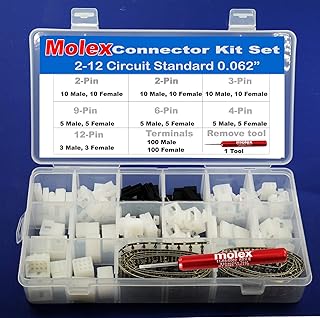 Molex Connector Kit Set
2-12 Circuit Standard 0.062”
2-Pin
10 Male, 10 Female
2-Pin
10 Male, 10 Female
3-Pin
10 Male, 10 Female
9-Pin
5 Male, 5 Female
6-Pin
5 Male, 5 Female
4-Pin
5 Male, 5 Female
12-Pin
3 Male, 3 Female
Terminals
100 Male
100 Female
Remove tool
1 Tool
molex